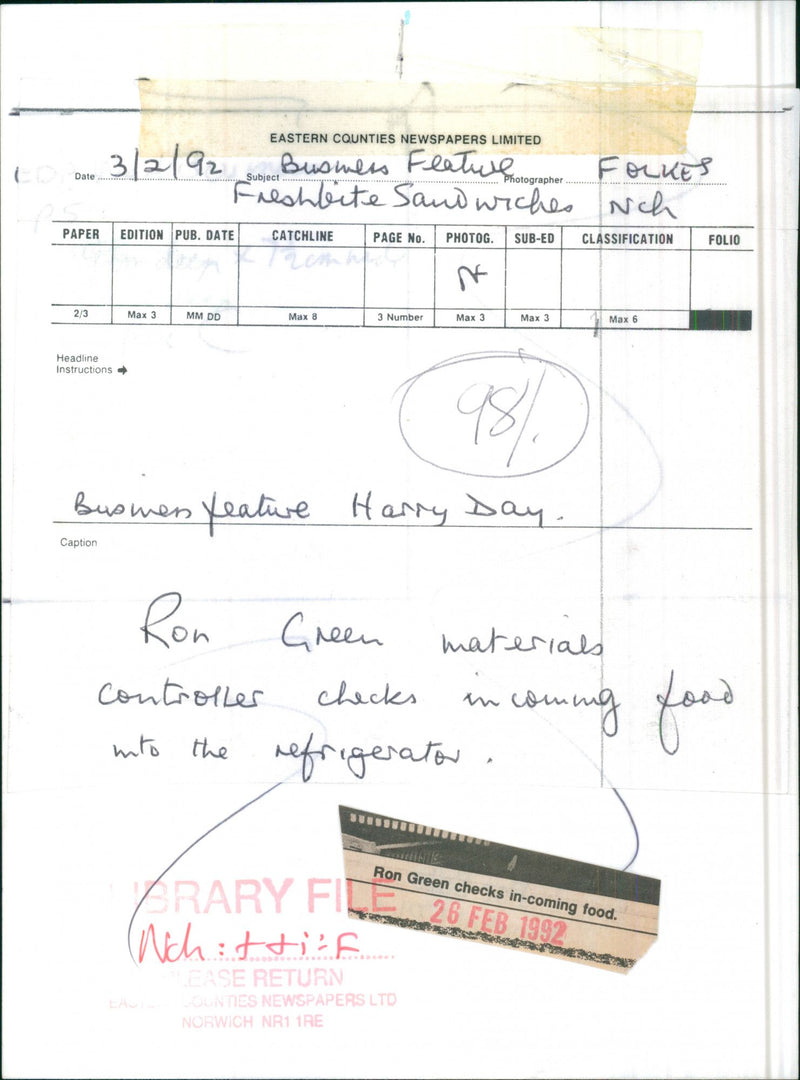 EASTERN COUNTIES NEWSPAPERS LIMITED
Date 3/2/92 Subject Business Feature Photographer FOLKES
Freshbite Sandwiches Nch
PAPER EDITION PUB. DATE CATCHLINE PAGE No. PHOTOG. SUB-ED CLASSIFICATION FOLIO
N
2/3 Max 3 MM DD Max 8 3 Number Max 3 Max 3 Max 6
Headline
Instructions
98%
Business feature Harry Day.
Caption
Ron Green materials
controller checks incoming food
into the refrigerator.
Ron Green checks in-coming food.
26 FEB 1992
LIBRARY FILE
Nch:
PLEASE RETURN
EASTERN COUNTIES NEWSPAPERS LTD
NORWICH NR1 1RE